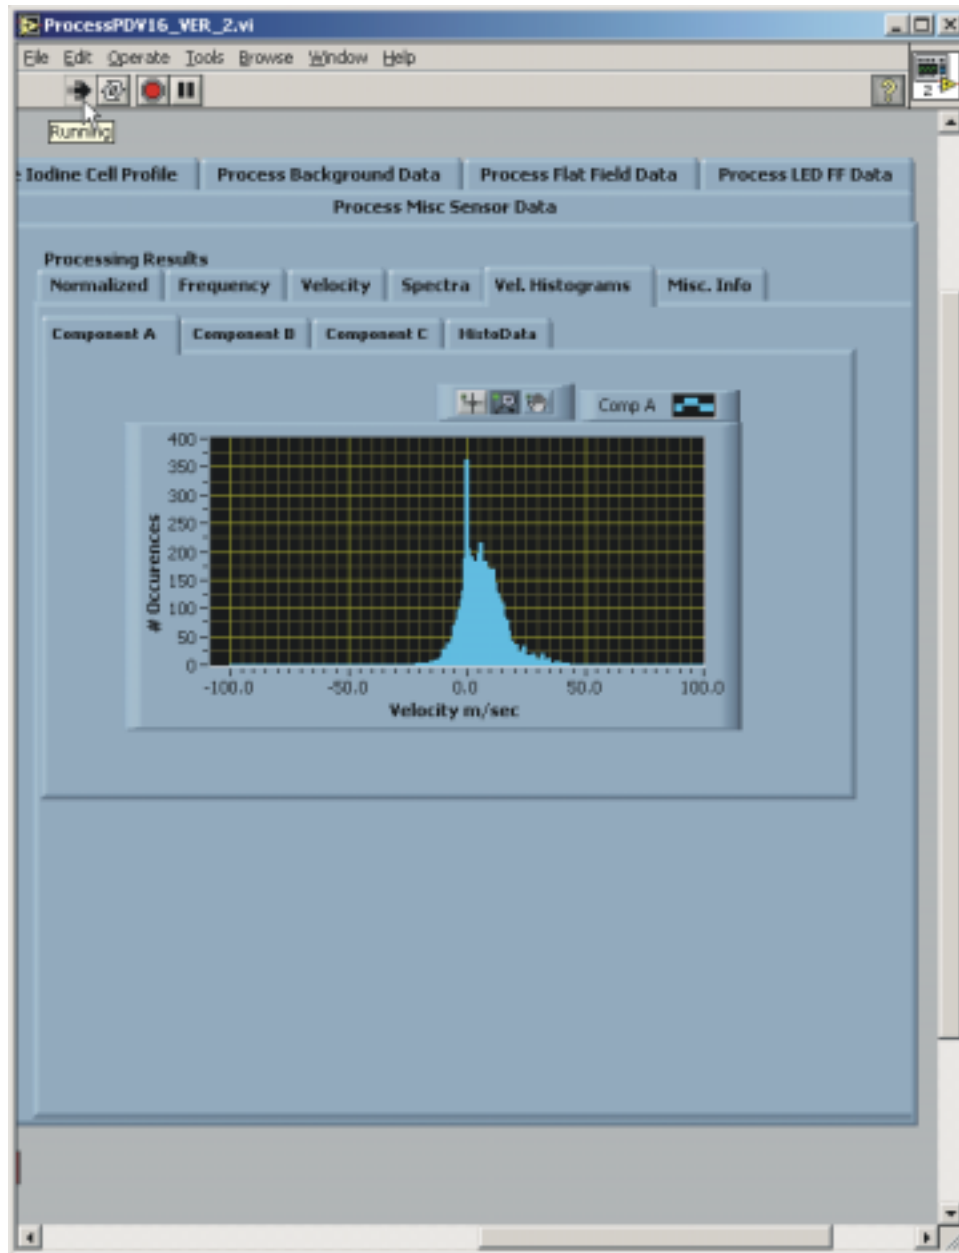 ProcessPDV16_VER_2.vi
File Edit Operate Tools Browse Window Help
2
Running
e Iodine Cell Profile Process Background Data Process Flat Field Data Process LED FF Data
Process Misc Sensor Data
Processing Results
Normalized Frequency Velocity Spectra Vel. Histograms Misc. Info
Component A Component B Component C HistoData
Comp A
400
350
300
250
200
150
100
50
0
# Occurences
-100.0 -50.0 0.0 50.0 100.0
Velocity m/sec